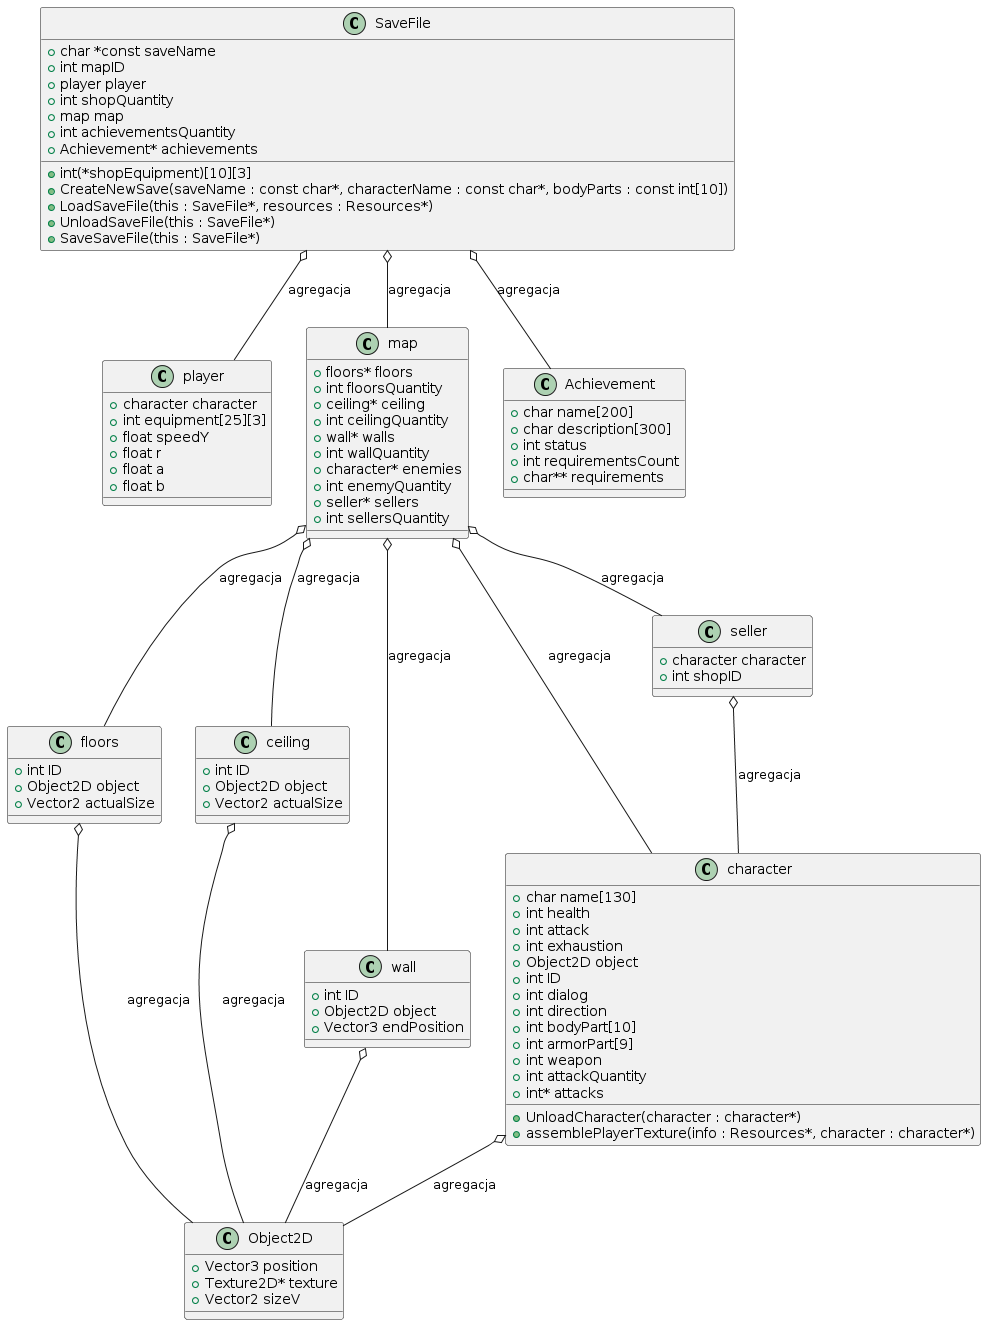 SaveFile
char *const saveName
int mapID
player player
int shopQuantity
map map
int achievementsQuantity
Achievement* achievements
int(*shopEquipment)[10][3]
CreateNewSave(saveName : const char*, characterName : const char*, bodyParts : const int[10])
LoadSaveFile(this : SaveFile*, resources : Resources*)
UnloadSaveFile(this : SaveFile*)
SaveSaveFile(this : SaveFile*)
agregacja
agregacja
agregacja
player
character character
int equipment[25][3]
float speedY
float r
float a
float b
map
floors* floors
int floorsQuantity
ceiling* ceiling
int ceilingQuantity
wall* walls
int wallQuantity
character* enemies
int enemyQuantity
seller* sellers
int sellersQuantity
Achievement
char name[200]
char description[300]
int status
int requirementsCount
char** requirements
agregacja
agregacja
agregacja
agregacja
agregacja
seller
character character
int shopID
agregacja
floors
int ID
Object2D object
Vector2 actualSize
ceiling
int ID
Object2D object
Vector2 actualSize
wall
int ID
Object2D object
Vector3 endPosition
character
char name[130]
int health
int attack
int exhaustion
Object2D object
int ID
int dialog
int direction
int bodyPart[10]
int armorPart[9]
int weapon
int attackQuantity
int* attacks
UnloadCharacter(character : character*)
assemblePlayerTexture(info : Resources*, character : character*)
agregacja
agregacja
agregacja
agregacja
Object2D
Vector3 position
Texture2D* texture
Vector2 sizeV